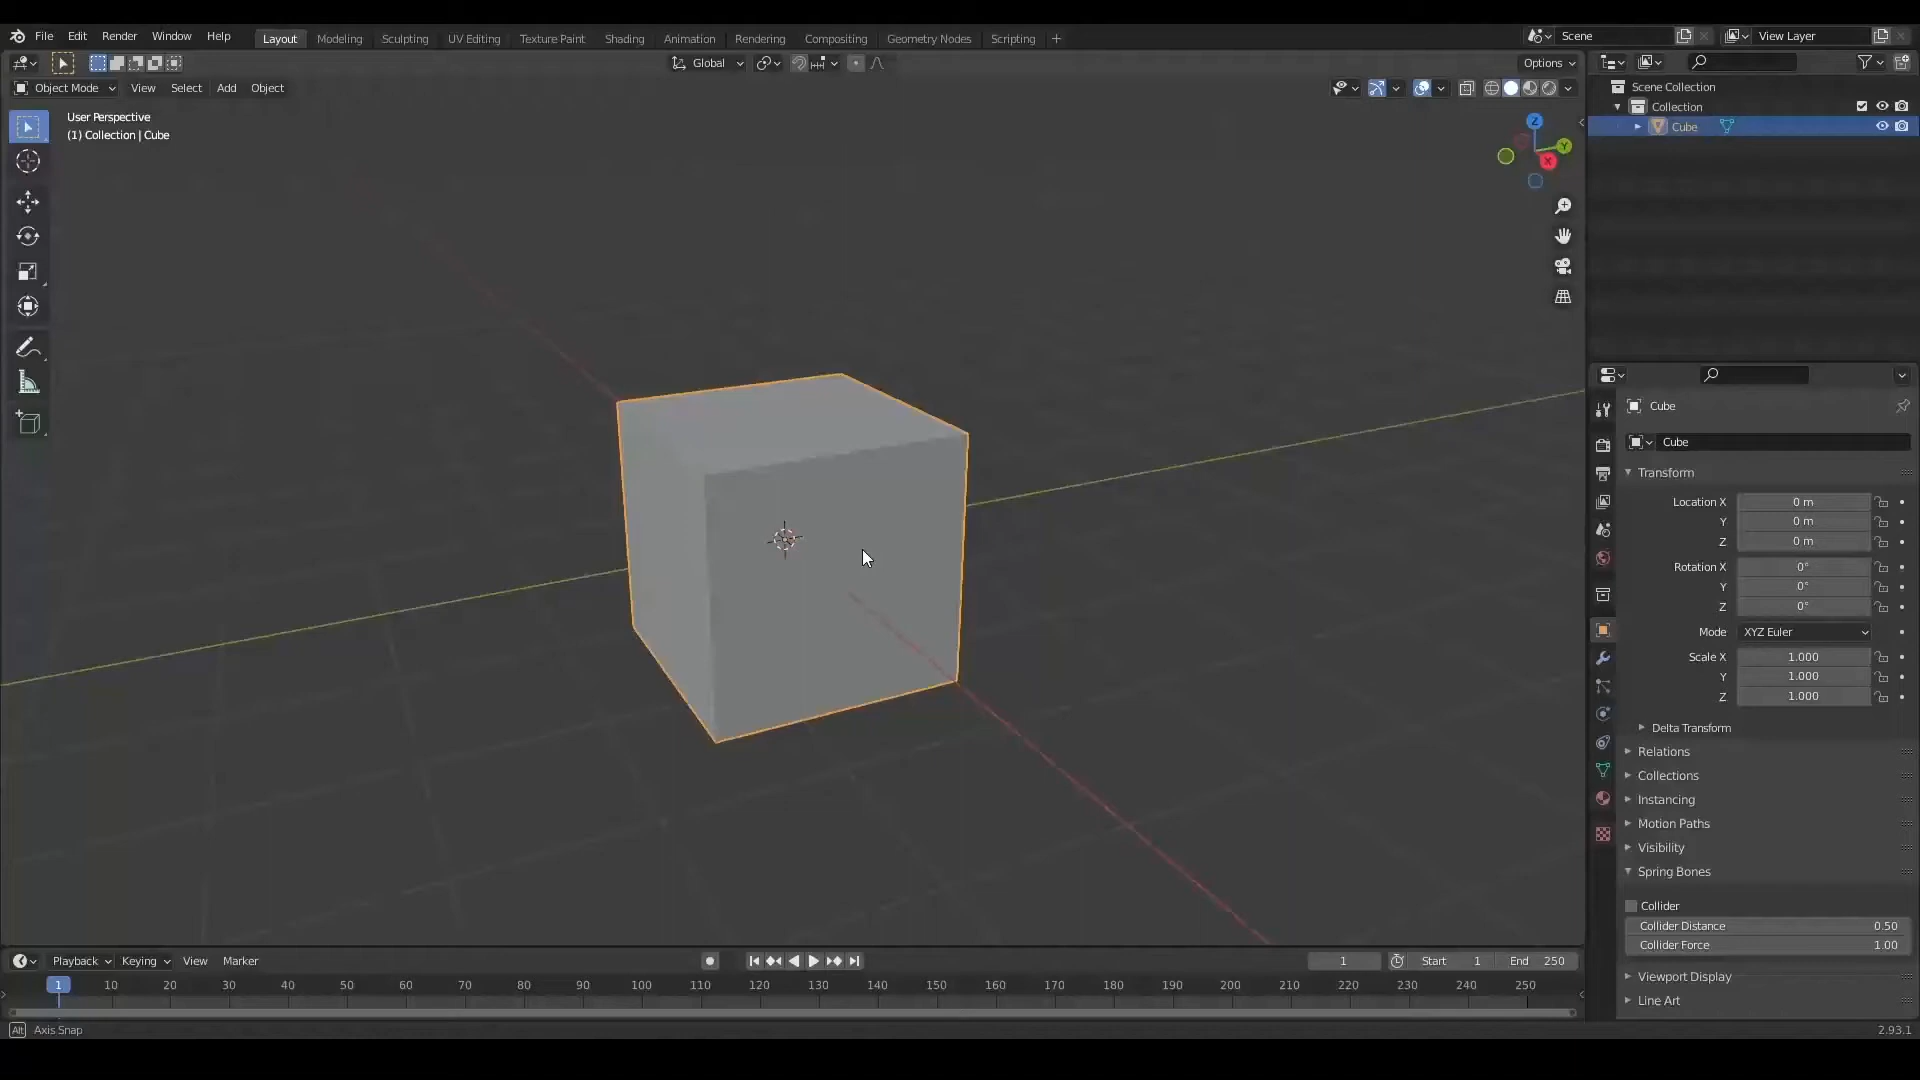 File Edit Render Window Help Layout Modeling Sculpting UV Editing Texture Paint Shading Animation Rendering Compositing Geometry Nodes Scripting + Scene View Layer
Global Options
Object Mode View Select Add Object
User Perspective
(1) Collection | Cube
Z
Y
X
Scene Collection
Collection
Cube
Cube
Cube
Transform
Location X 0 m
Y 0 m
Z 0 m
Rotation X 0°
Y 0°
Z 0°
Mode XYZ Euler
Scale X 1.000
Y 1.000
Z 1.000
Delta Transform
Relations
Collections
Instancing
Motion Paths
Visibility
Spring Bones
Collider
Collider Distance 0.50
Collider Force 1.00
Viewport Display
Line Art
Playback Keying View Marker 1 Start 1 End 250
1 10 20 30 40 50 60 70 80 90 100 110 120 130 140 150 160 170 180 190 200 210 220 230 240 250
Alt Axis Snap 2.93.1